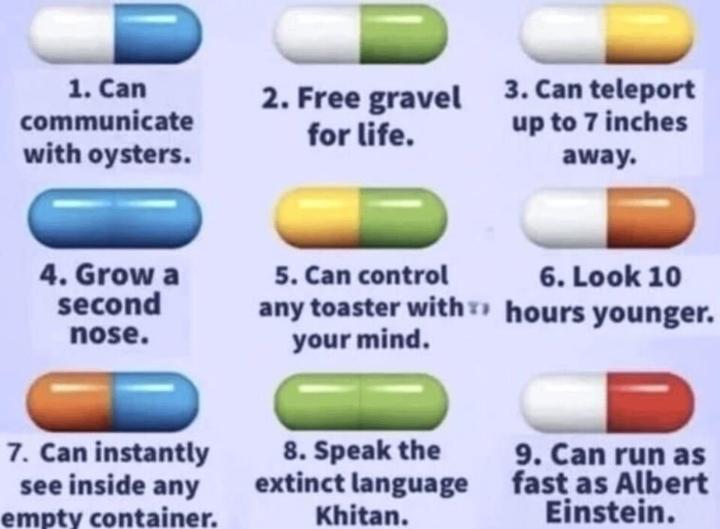 1. Can
communicate
with oysters.
2. Free gravel
for life.
3. Can teleport
up to 7 inches
away.
4. Grow a
second
nose.
5. Can control
any toaster with
your mind.
6. Look 10
hours younger.
7. Can instantly
see inside any
empty container.
8. Speak the
extinct language
Khitan.
9. Can run as
fast as Albert
Einstein.